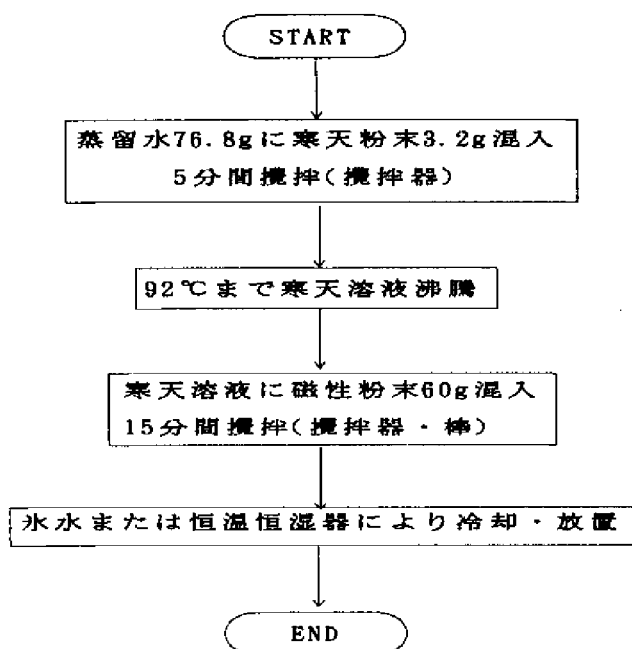 START
蒸留水76.8gに寒天粉末3.2g混入
5分間攪拌(攪拌器)
92℃まで寒天溶液沸騰
寒天溶液に磁性粉末60g混入
15分間攪拌(攪拌器・棒)
氷水または恒温恒湿器により冷却・放置
END